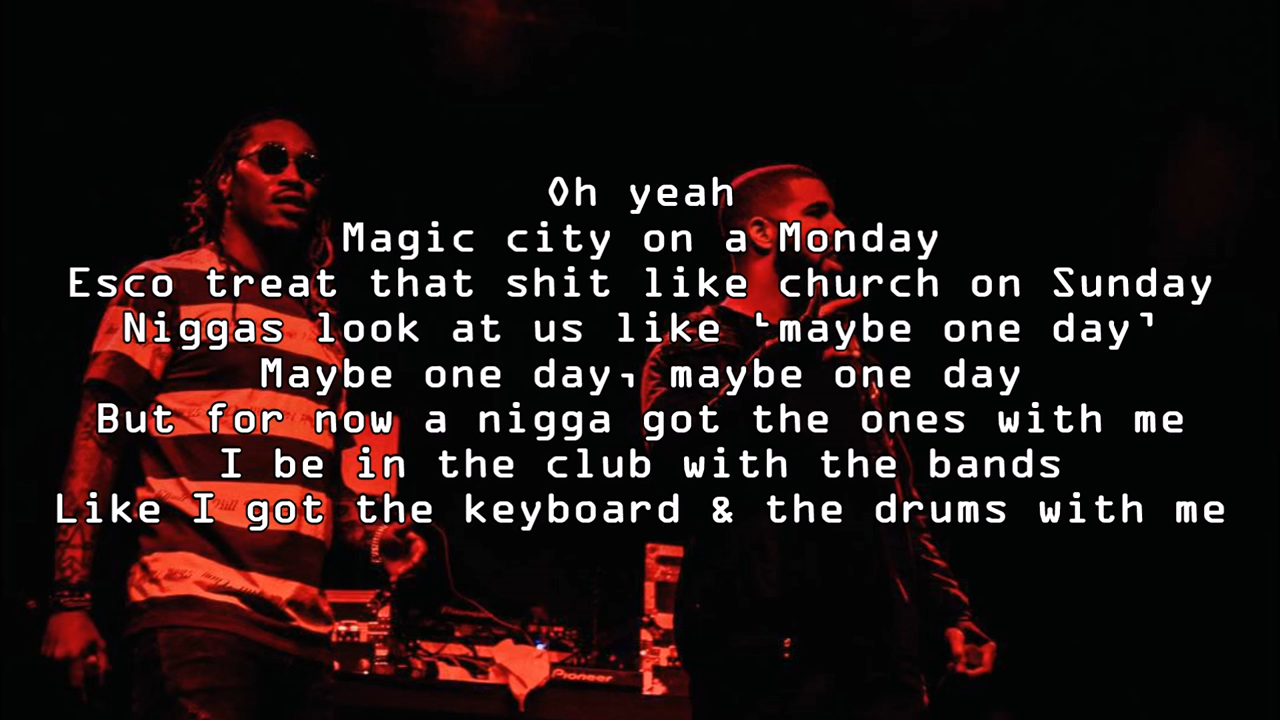 Oh yeah
Magic city on a Monday
Esco treat that shit like church on Sunday
Niggas look at us like ‘maybe one day’
Maybe one day, maybe one day
But for now a nigga got the ones with me
I be in the club with the bands
Like I got the keyboard & the drums with me
Pioneer